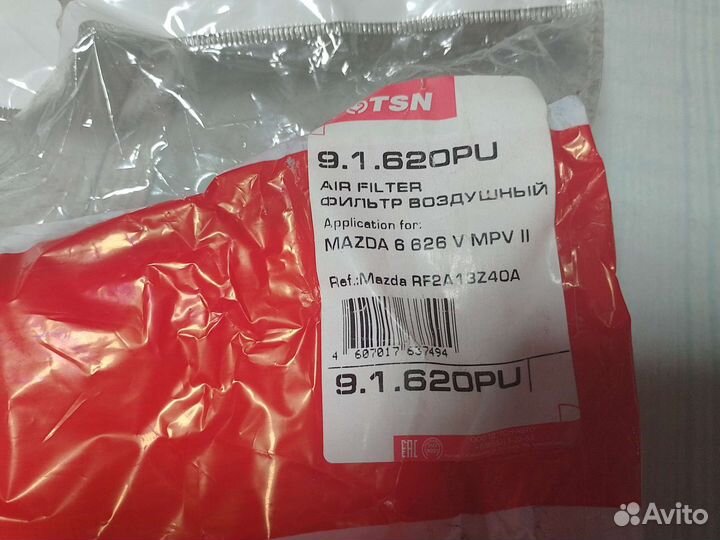 TSN
9.1.620PU
AIR FILTER
ФИЛЬТР ВОЗДУШНЫЙ
Application for:
MAZDA 6 626 V MPV II
Ref.:Mazda RF2A13Z40A
4 607017 637494
9.1.620PU
EAC
Avito